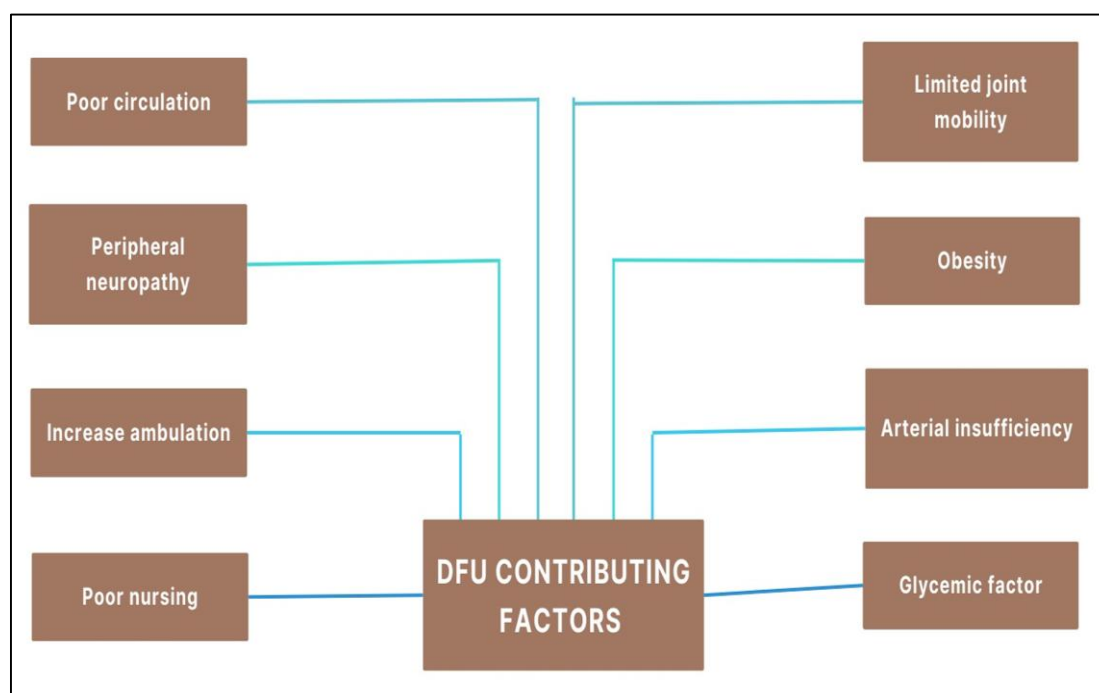 Poor circulation
Peripheral
neuropathy
Increase ambulation
Poor nursing
Limited joint
mobility
Obesity
Arterial insufficiency
Glycemic factor
DFU CONTRIBUTING
FACTORS